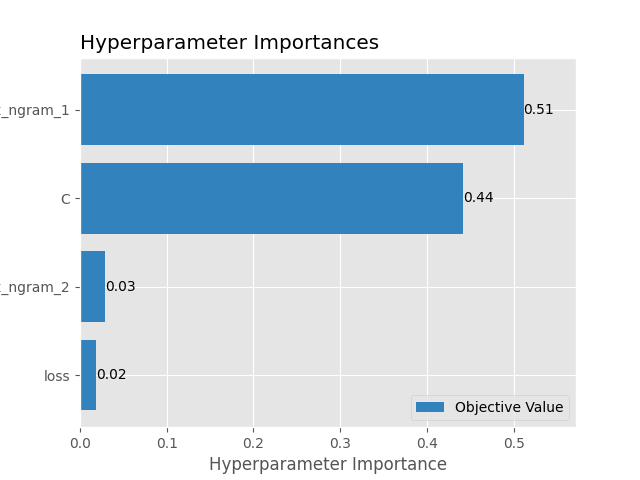 Hyperparameter Importances
_ngram_1
0.51
C
0.44
_ngram_2
0.03
loss
0.02
Objective Value
0.0 0.1 0.2 0.3 0.4 0.5
Hyperparameter Importance